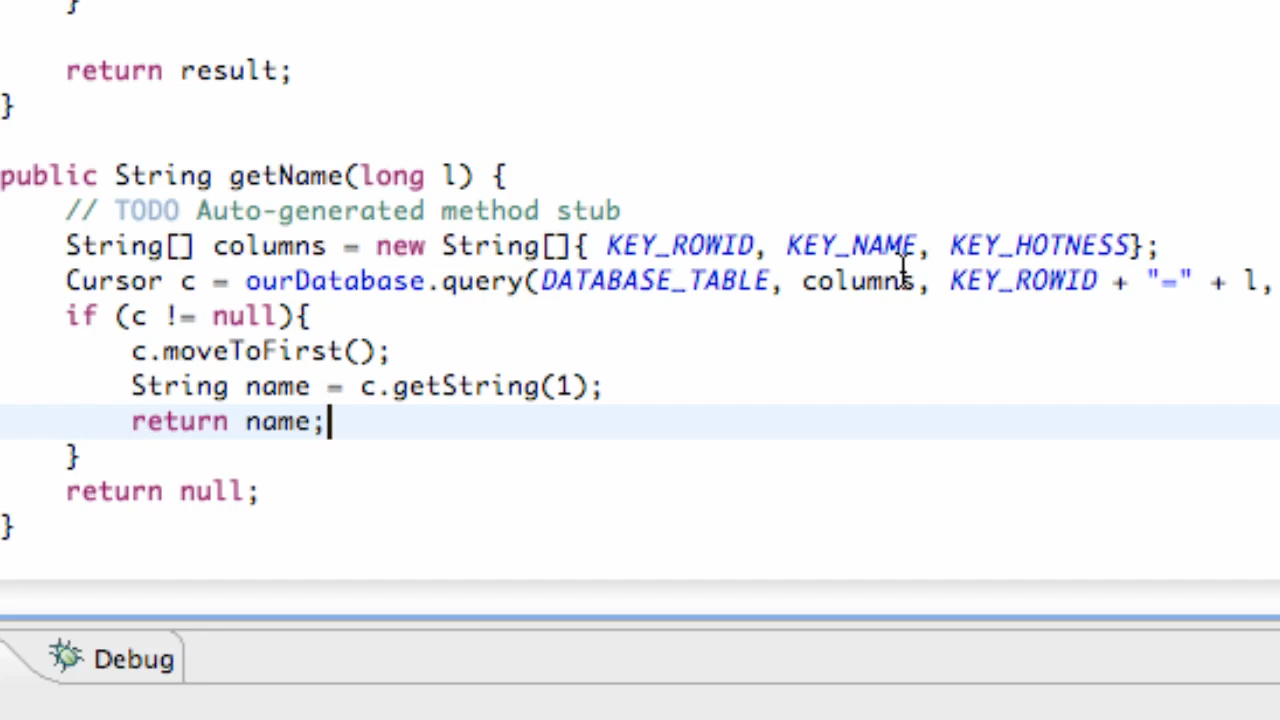 }
return result;
}
public String getName(long l) {
// TODO Auto-generated method stub
String[] columns = new String[]{ KEY_ROWID, KEY_NAME, KEY_HOTNESS};
Cursor c = ourDatabase.query(DATABASE_TABLE, columns, KEY_ROWID + "=" + l,
if (c != null){
c.moveToFirst();
String name = c.getString(1);
return name;
}
return null;
}
Debug